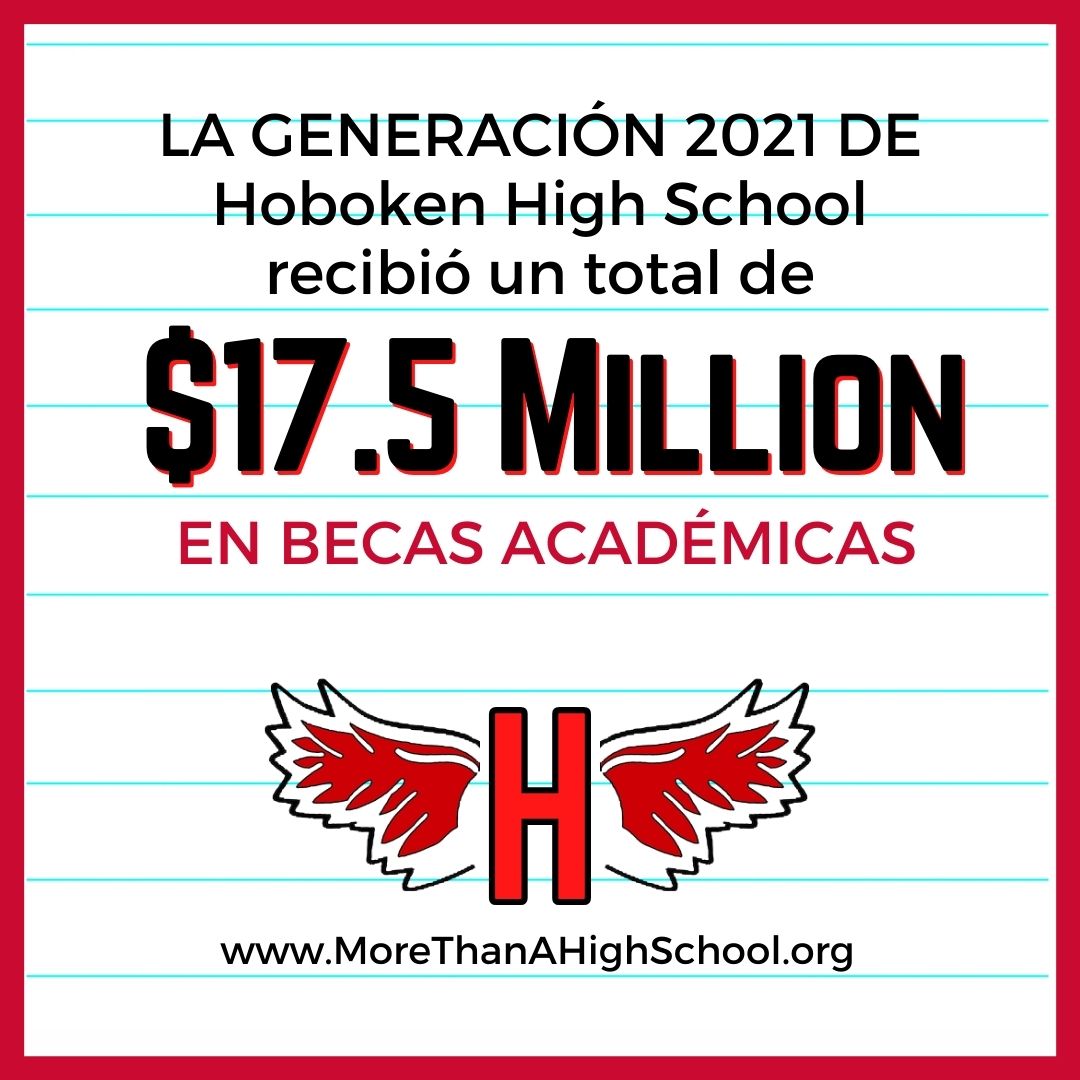 LA GENERACIÓN 2021 DE
Hoboken High School
recibió un total de
$17.5 MILLION
EN BECAS ACADÉMICAS
H
www.MoreThanAHighSchool.org